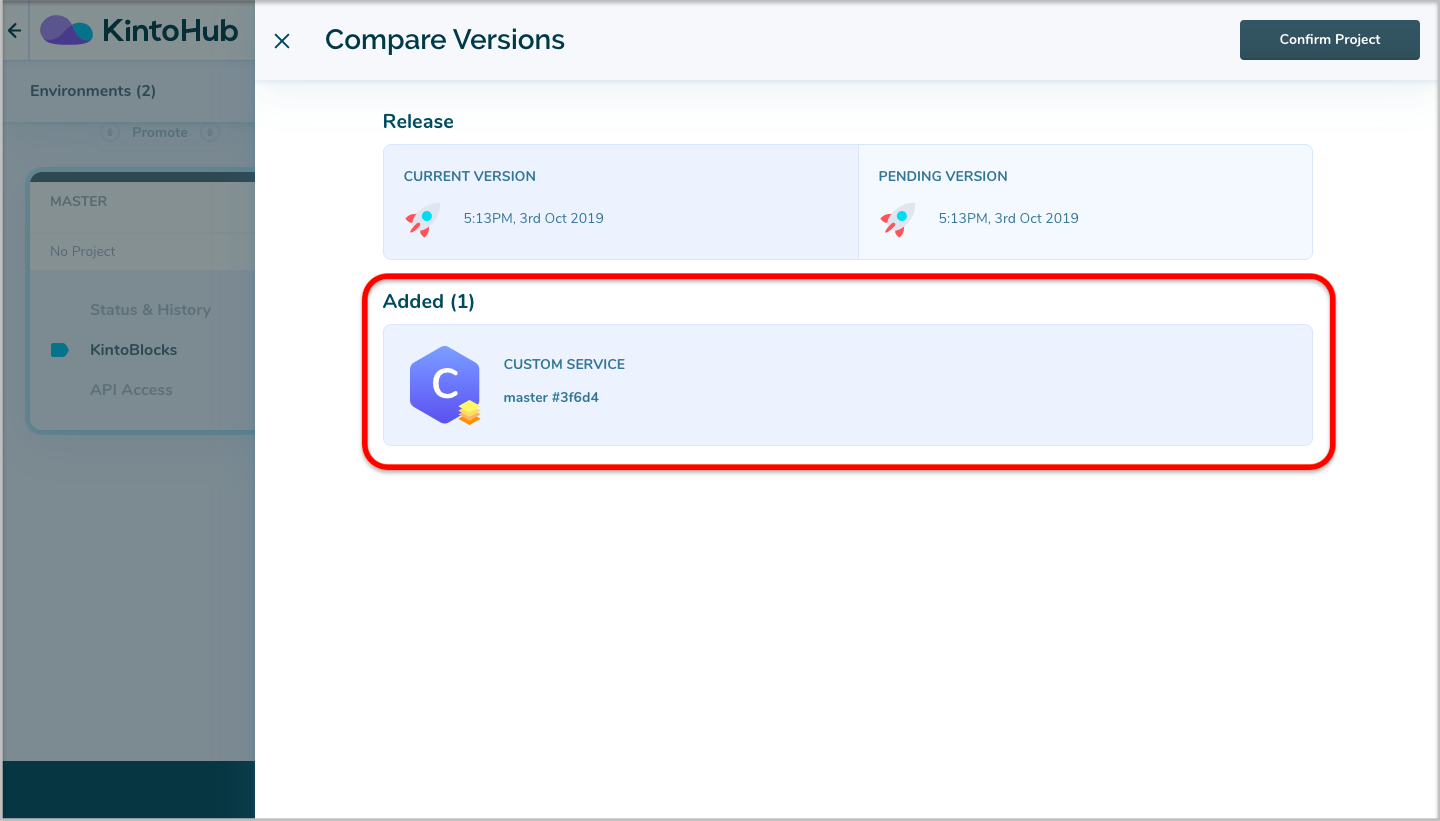 KintoHub
Compare Versions
Confirm Project
Environments (2)
Promote
MASTER
No Project
Status & History
KintoBlocks
API Access
Release
CURRENT VERSION
5:13PM, 3rd Oct 2019
PENDING VERSION
5:13PM, 3rd Oct 2019
Added (1)
C
CUSTOM SERVICE
master #3f6d4